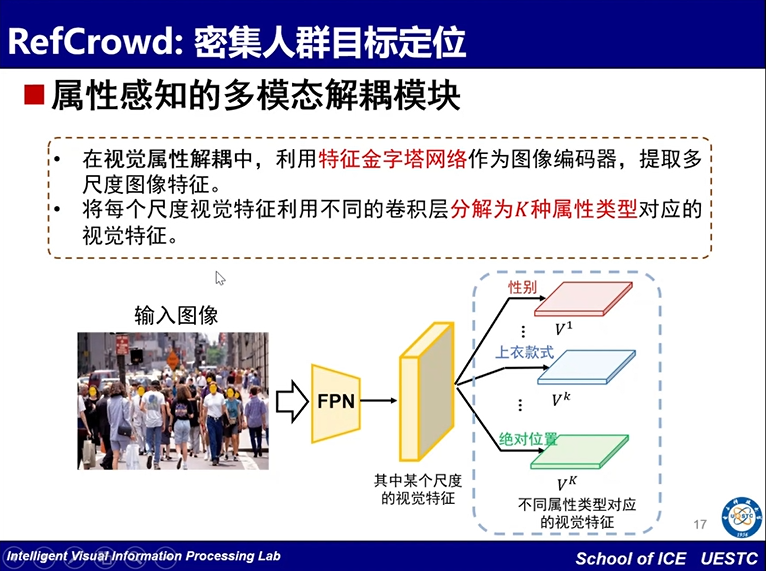 RefCrowd: 密集人群目标定位
属性感知的多模态解耦模块
• 在视觉属性解耦中，利用特征金字塔网络作为图像编码器，提取多
尺度图像特征。
• 将每个尺度视觉特征利用不同的卷积层分解为K种属性类型对应的
视觉特征。
输入图像
FPN
其中某个尺度
的视觉特征
性别
⋮
V¹
上衣款式
⋮
Vᵏ
绝对位置
Vᴷ
不同属性类型对应
的视觉特征
17
Intelligent Visual Information Processing Lab
School of ICE UESTC